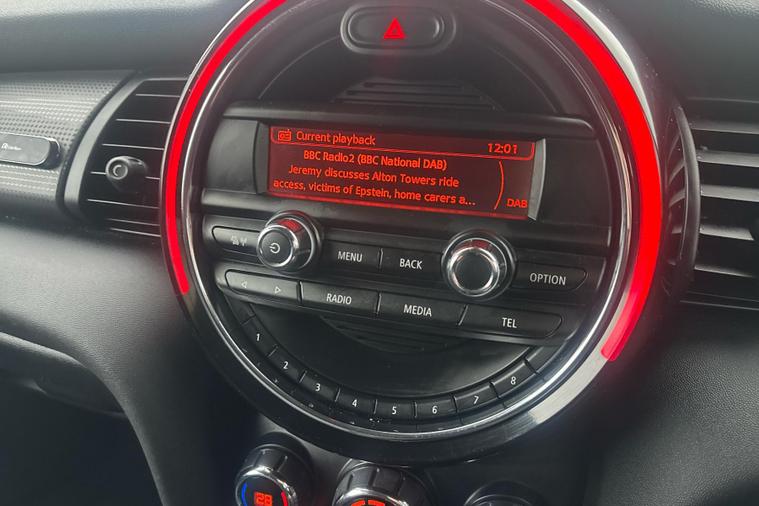 Current playback 12:01
BBC Radio2 (BBC National DAB)
Jeremy discusses Alton Towers ride
access, victims of Epstein, home carers a...
DAB
MENU BACK OPTION
RADIO MEDIA TEL
1 2 3 4 5 6 7 8